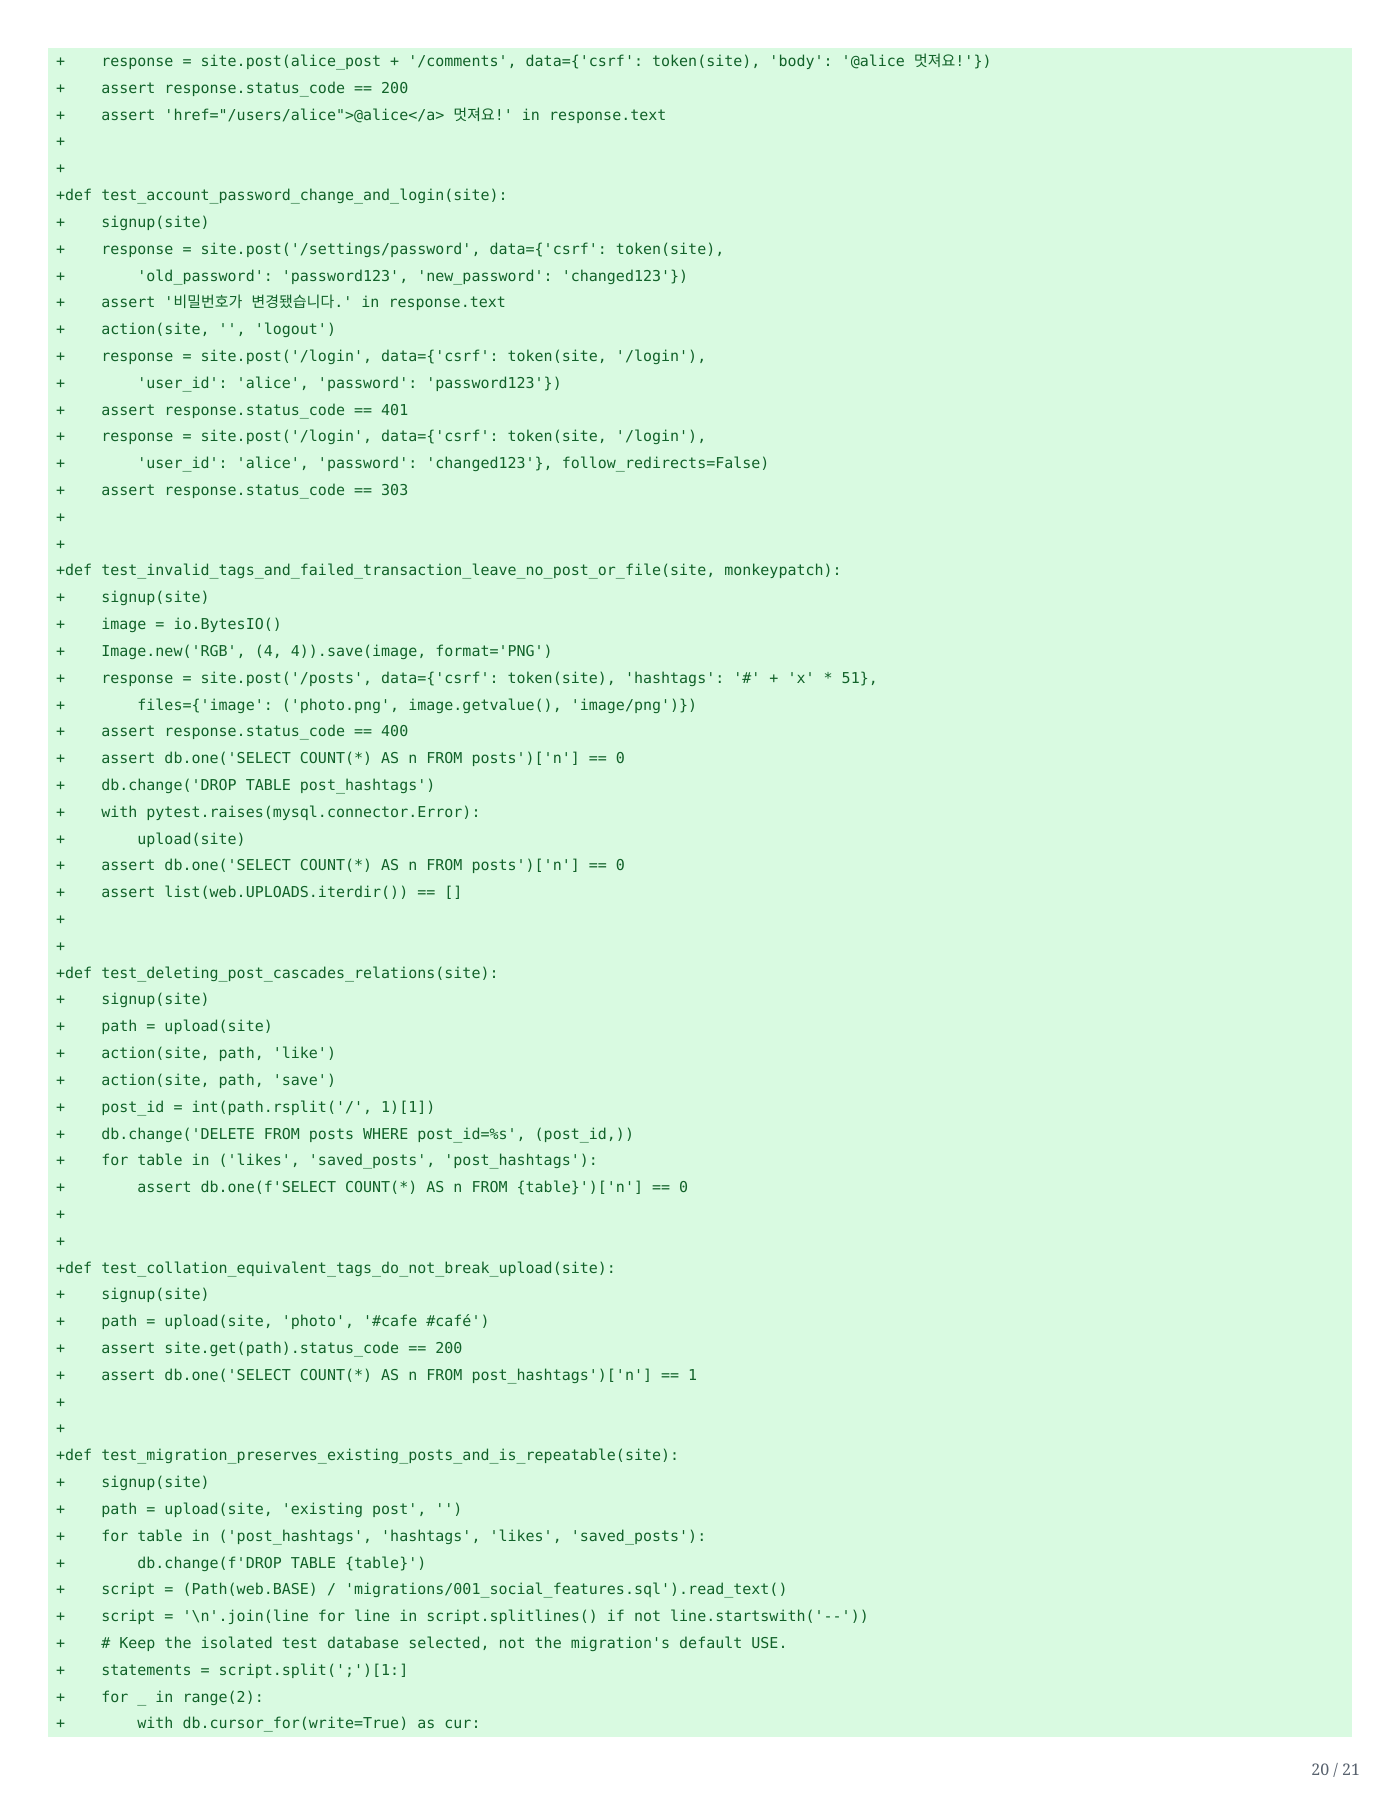 +    response = site.post(alice_post + '/comments', data={'csrf': token(site), 'body': '@alice 멋져요!'})
+    assert response.status_code == 200
+    assert 'href="/users/alice">@alice</a> 멋져요!' in response.text
+
+
+def test_account_password_change_and_login(site):
+    signup(site)
+    response = site.post('/settings/password', data={'csrf': token(site),
+        'old_password': 'password123', 'new_password': 'changed123'})
+    assert '비밀번호가 변경됐습니다.' in response.text
+    action(site, '', 'logout')
+    response = site.post('/login', data={'csrf': token(site, '/login'),
+        'user_id': 'alice', 'password': 'password123'})
+    assert response.status_code == 401
+    response = site.post('/login', data={'csrf': token(site, '/login'),
+        'user_id': 'alice', 'password': 'changed123'}, follow_redirects=False)
+    assert response.status_code == 303
+
+
+def test_invalid_tags_and_failed_transaction_leave_no_post_or_file(site, monkeypatch):
+    signup(site)
+    image = io.BytesIO()
+    Image.new('RGB', (4, 4)).save(image, format='PNG')
+    response = site.post('/posts', data={'csrf': token(site), 'hashtags': '#' + 'x' * 51},
+        files={'image': ('photo.png', image.getvalue(), 'image/png')})
+    assert response.status_code == 400
+    assert db.one('SELECT COUNT(*) AS n FROM posts')['n'] == 0
+    db.change('DROP TABLE post_hashtags')
+    with pytest.raises(mysql.connector.Error):
+        upload(site)
+    assert db.one('SELECT COUNT(*) AS n FROM posts')['n'] == 0
+    assert list(web.UPLOADS.iterdir()) == []
+
+
+def test_deleting_post_cascades_relations(site):
+    signup(site)
+    path = upload(site)
+    action(site, path, 'like')
+    action(site, path, 'save')
+    post_id = int(path.rsplit('/', 1)[1])
+    db.change('DELETE FROM posts WHERE post_id=%s', (post_id,))
+    for table in ('likes', 'saved_posts', 'post_hashtags'):
+        assert db.one(f'SELECT COUNT(*) AS n FROM {table}')['n'] == 0
+
+
+def test_collation_equivalent_tags_do_not_break_upload(site):
+    signup(site)
+    path = upload(site, 'photo', '#cafe #café')
+    assert site.get(path).status_code == 200
+    assert db.one('SELECT COUNT(*) AS n FROM post_hashtags')['n'] == 1
+
+
+def test_migration_preserves_existing_posts_and_is_repeatable(site):
+    signup(site)
+    path = upload(site, 'existing post', '')
+    for table in ('post_hashtags', 'hashtags', 'likes', 'saved_posts'):
+        db.change(f'DROP TABLE {table}')
+    script = (Path(web.BASE) / 'migrations/001_social_features.sql').read_text()
+    script = '\n'.join(line for line in script.splitlines() if not line.startswith('--'))
+    # Keep the isolated test database selected, not the migration's default USE.
+    statements = script.split(';')[1:]
+    for _ in range(2):
+        with db.cursor_for(write=True) as cur:
20 / 21